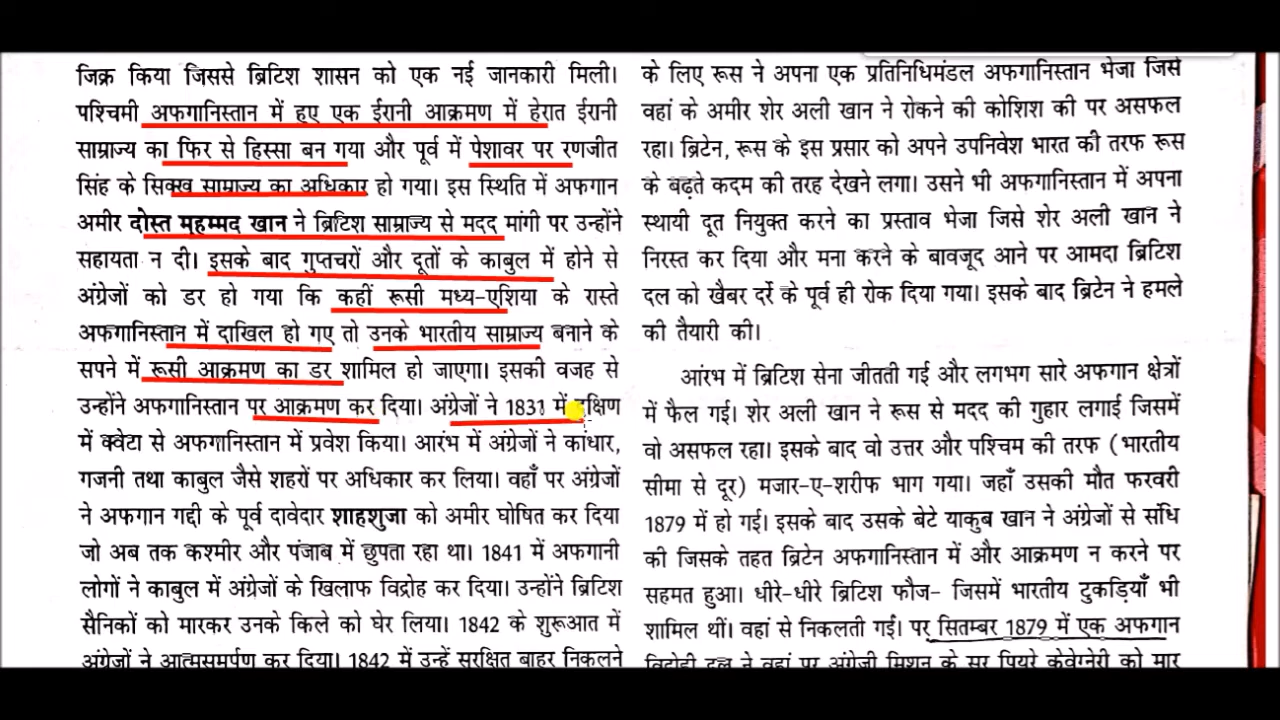 जिक्र किया जिससे ब्रिटिश शासन को एक नई जानकारी मिली।
पश्चिमी अफगानिस्तान में हुए एक ईरानी आक्रमण में हेरात ईरानी
साम्राज्य का फिर से हिस्सा बन गया और पूर्व में पेशावर पर रणजीत
सिंह के सिक्ख साम्राज्य का अधिकार हो गया। इस स्थिति में अफगान
अमीर दोस्त मुहम्मद खान ने ब्रिटिश साम्राज्य से मदद मांगी पर उन्होंने
सहायता न दी। इसके बाद गुप्तचरों और दूतों के काबुल में होने से
अंग्रेजों को डर हो गया कि कहीं रूसी मध्य-एशिया के रास्ते
अफगानिस्तान में दाखिल हो गए तो उनके भारतीय साम्राज्य बनाने के
सपने में रूसी आक्रमण का डर शामिल हो जाएगा। इसकी वजह से
उन्होंने अफगानिस्तान पर आक्रमण कर दिया। अंग्रेजों ने में दक्षिण
में क्वेटा से अफगानिस्तान में प्रवेश किया। आरंभ में अंग्रेजों ने कांधार,
गजनी तथा काबुल जैसे शहरों पर अधिकार कर लिया। वहाँ पर अंग्रेजों
ने अफगान गद्दी के पूर्व दावेदार शाहशुजा को अमीर घोषित कर दिया
जो अब तक कश्मीर और पंजाब में छुपता रहा था। 1841 में अफगानी
लोगों ने काबुल में अंग्रेजों के खिलाफ विद्रोह कर दिया। उन्होंने ब्रिटिश
सैनिकों को मारकर उनके किले को घेर लिया। 1842 के शुरूआत में
अंग्रेजों ने आत्मसमर्पण कर दिया। 1842 में उन्हें सुरक्षित बाहर निकलने
के लिए रूस ने अपना एक प्रतिनिधिमंडल अफगानिस्तान भेजा जिसे
वहां के अमीर शेर अली खान ने रोकने की कोशिश की पर असफल
रहा। ब्रिटेन, रूस के इस प्रसार को अपने उपनिवेश भारत की तरफ रूस
के बढ़ते कदम की तरह देखने लगा। उसने भी अफगानिस्तान में अपना
स्थायी दूत नियुक्त करने का प्रस्ताव भेजा जिसे शेर अली खान ने
निरस्त कर दिया और मना करने के बावजूद आने पर आमदा ब्रिटिश
दल को खैबर दर्रे के पूर्व ही रोक दिया गया। इसके बाद ब्रिटेन ने हमले
की तैयारी की।
आंरभ में ब्रिटिश सेना जीतती गई और लगभग सारे अफगान क्षेत्रों
में फैल गई। शेर अली खान ने रूस से मदद की गुहार लगाई जिसमें
वो असफल रहा। इसके बाद वो उत्तर और पश्चिम की तरफ (भारतीय
सीमा से दूर) मजार-ए-शरीफ भाग गया। जहाँ उसकी मौत फरवरी
1879 में हो गई। इसके बाद उसके बेटे याकुब खान ने अंग्रेजों से संधि
की जिसके तहत ब्रिटेन अफगानिस्तान में और आक्रमण न करने पर
सहमत हुआ। धीरे-धीरे ब्रिटिश फौज- जिसमें भारतीय टुकड़ियाँ भी
शामिल थीं। वहां से निकलती गई। पर सितम्बर 1879 में एक अफगान
विद्रोही दल ने वहां पर अंग्रेजी मिशन के सर पियरे केवेग्नेरी को मार